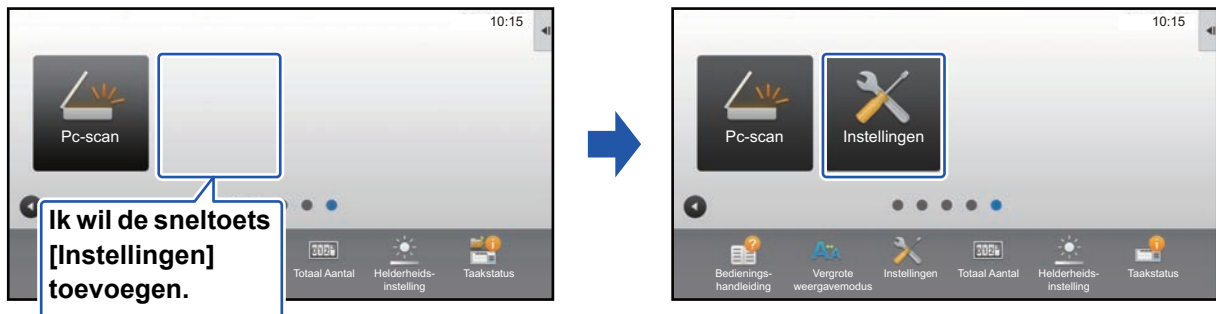 10:15
Pc-scan
Ik wil de sneltoets
[Instellingen]
toevoegen.
Totaal Aantal
Helderheids-
instelling
Taakstatus
10:15
Pc-scan
Instellingen
Bedienings-
handleiding
Vergrote
weergavemodus
Instellingen
Totaal Aantal
Helderheids-
instelling
Taakstatus